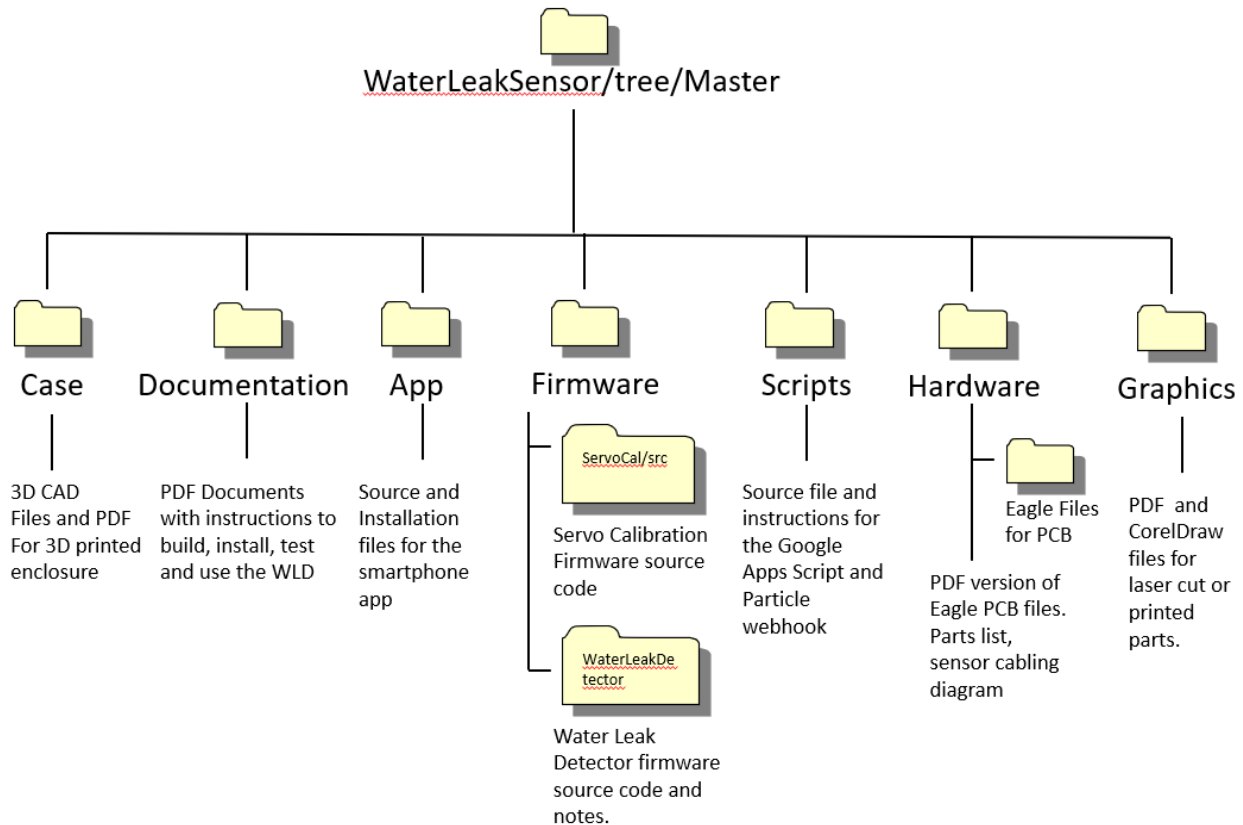 WaterLeakSensor/tree/Master
Case
Documentation
App
Firmware
Scripts
Hardware
Graphics
3D CAD
Files and PDF
For 3D printed
enclosure
PDF Documents
with instructions to
build, install, test
and use the WLD
Source and
Installation
files for the
smartphone
app
ServoCal/src
Servo Calibration
Firmware source
code
WaterLeakDe
tector
Water Leak
Detector firmware
source code and
notes.
Source file and
instructions for
the Google
Apps Script and
Particle
webhook
Eagle Files
for PCB
PDF version of
Eagle PCB files.
Parts list,
sensor cabling
diagram
PDF and
CorelDraw
files for
laser cut or
printed
parts.